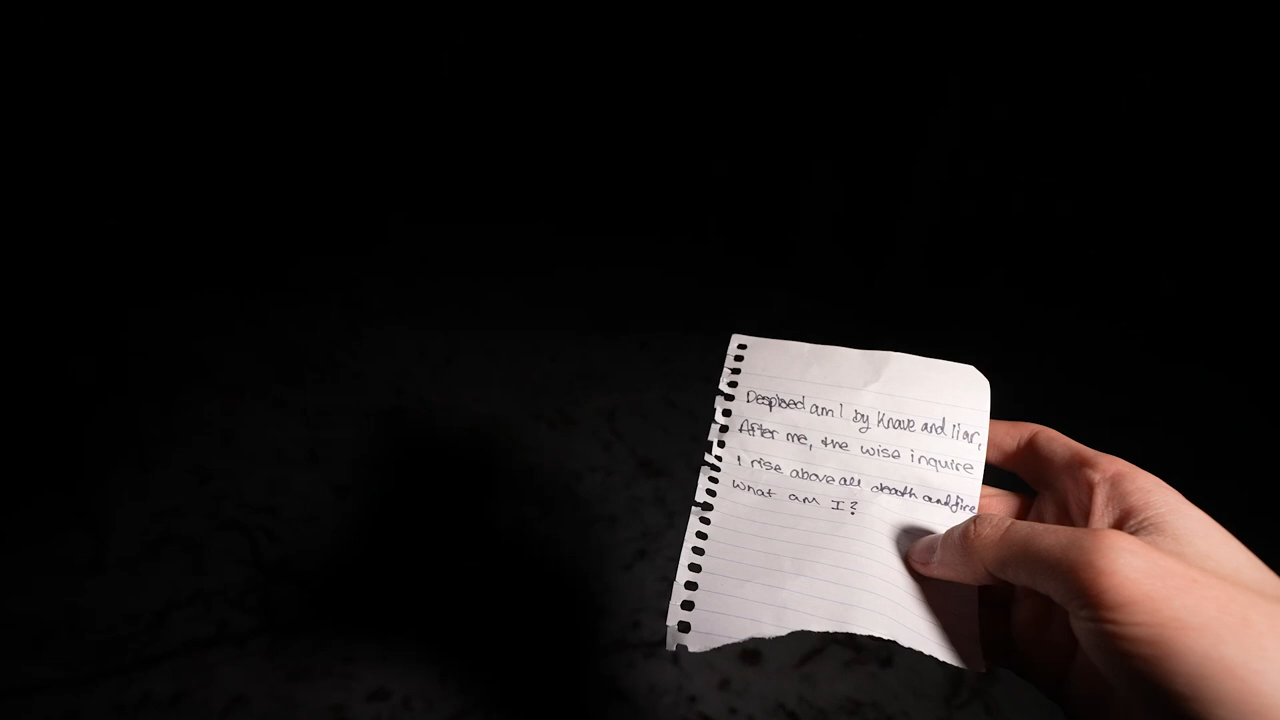 Despised am I by Knave and liar,
After me, the wise inquire
I rise above all death and fire
What am I?